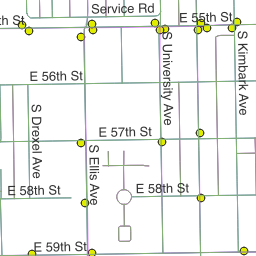 Service Rd
h St
E 55th St
E 56th St
S University Ave
S Kimbark Ave
S Drexel Ave
E 57th St
S Ellis Ave
E 58th St
E 58th St
E 59th St